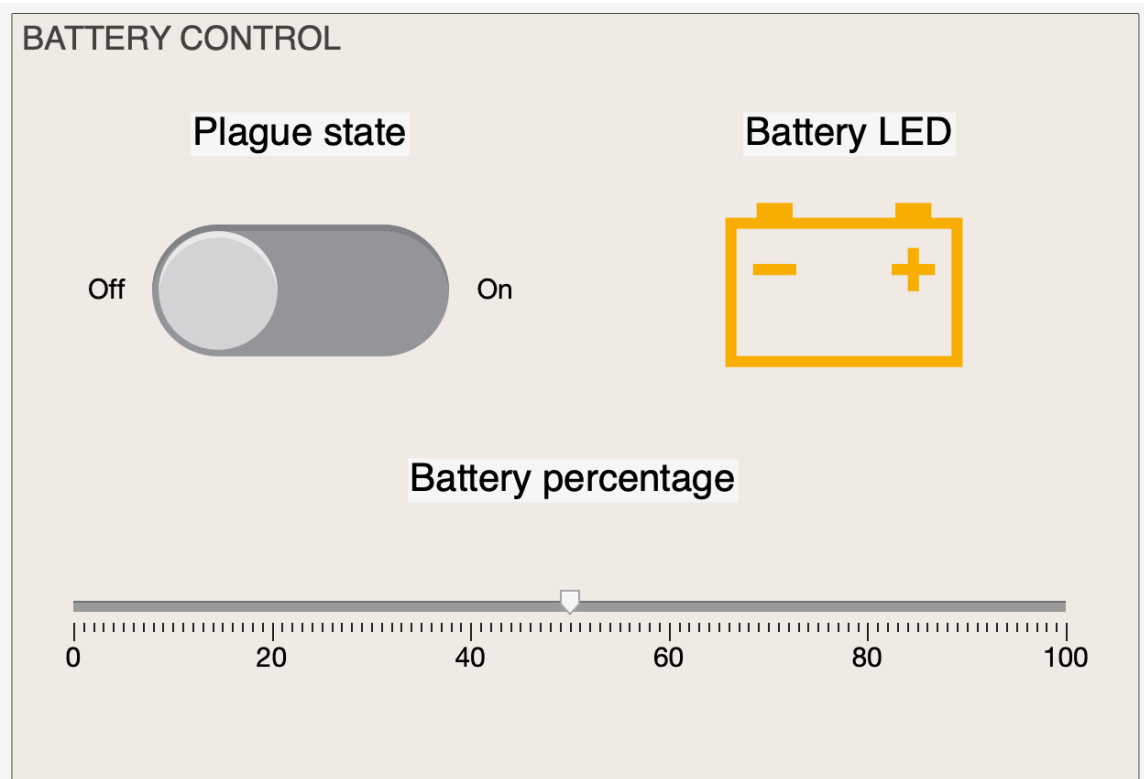 BATTERY CONTROL
Plague state
Battery LED
Off
On
Battery percentage
0 20 40 60 80 100